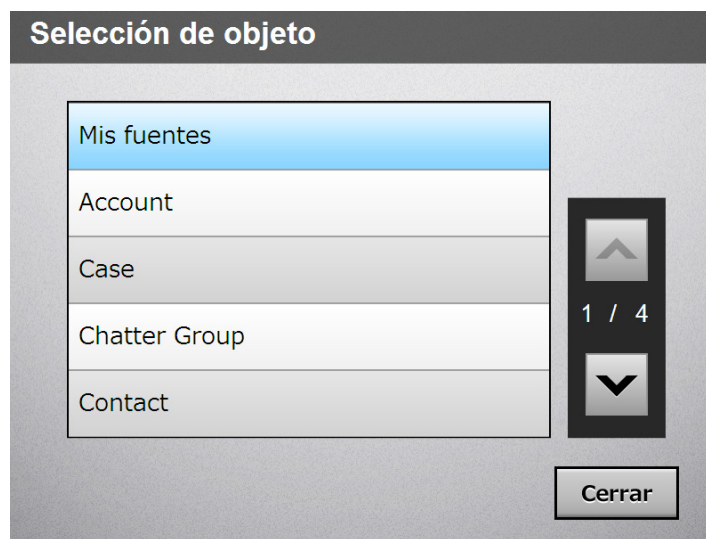 Selección de objeto
Mis fuentes
Account
Case
Chatter Group
Contact
1 / 4
Cerrar